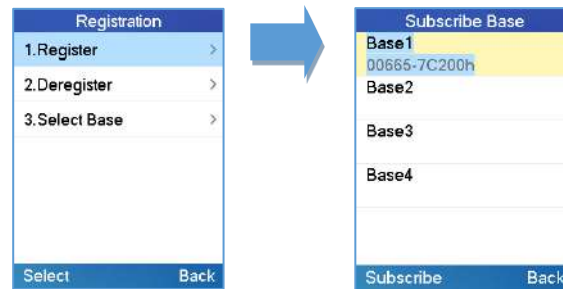 Registration
1.Register
2.Deregister
3.Select Base
Select Back
Subscribe Base
Base1
00665-7C200h
Base2
Base3
Base4
Subscribe Back